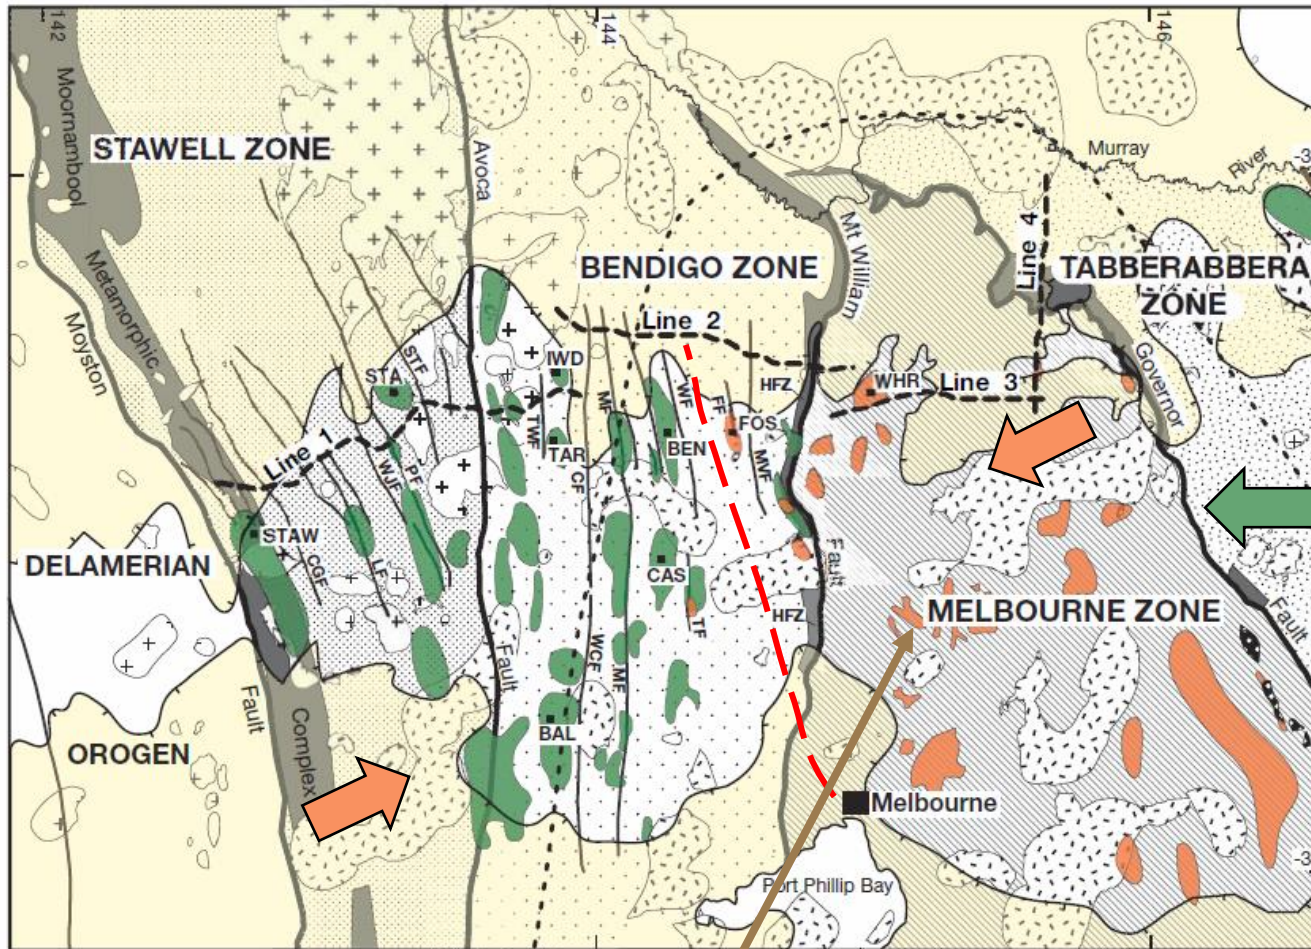 142
144
146
Moornambool
STAWELL ZONE
Avoca
Murray
River
-3
Mt William
BENDIGO ZONE
Line 4
TABBERABBERA
ZONE
Metamorphic
Moyston
Line 2
STF
IWD
STA
MF
WF
FF
HFZ
WHR
Line 3
Governor
FOS
TWF
TAR
CF
BEN
MVF
Line 1
WJF
PF
STAW
DELAMERIAN
CGF
LF
CAS
Fault
TF
HFZ
MELBOURNE ZONE
Fault
Fault
WCF
MF
Fault
Complex
BAL
OROGEN
Melbourne
Port Phillip Bay
-3